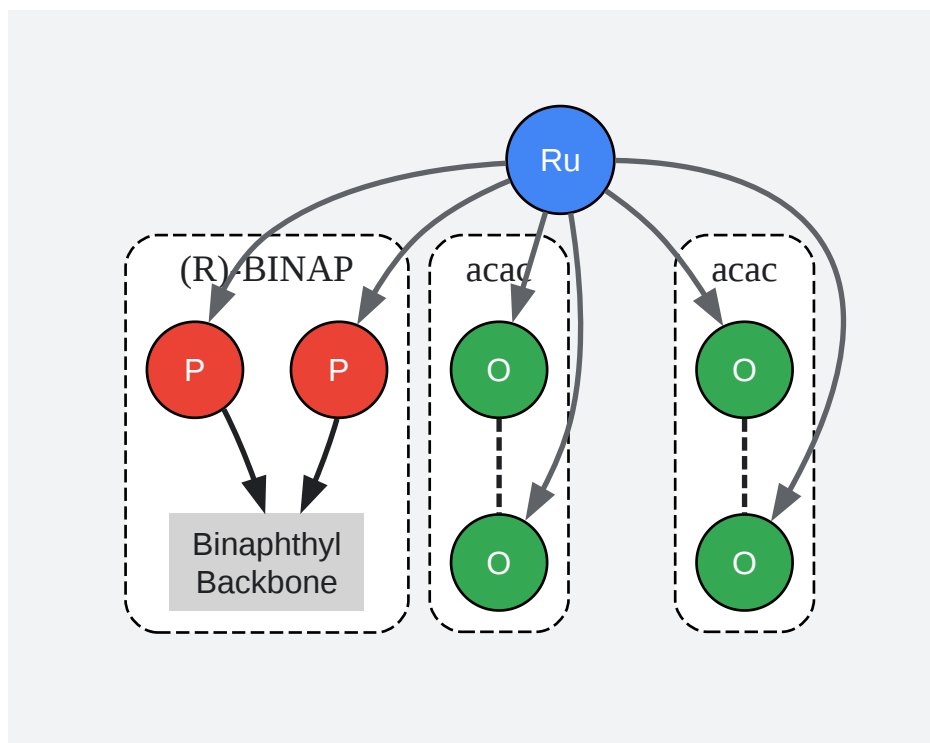 Ru
(R)-BINAP
acac
acac
P
P
O
O
Binaphthyl
Backbone
O
O